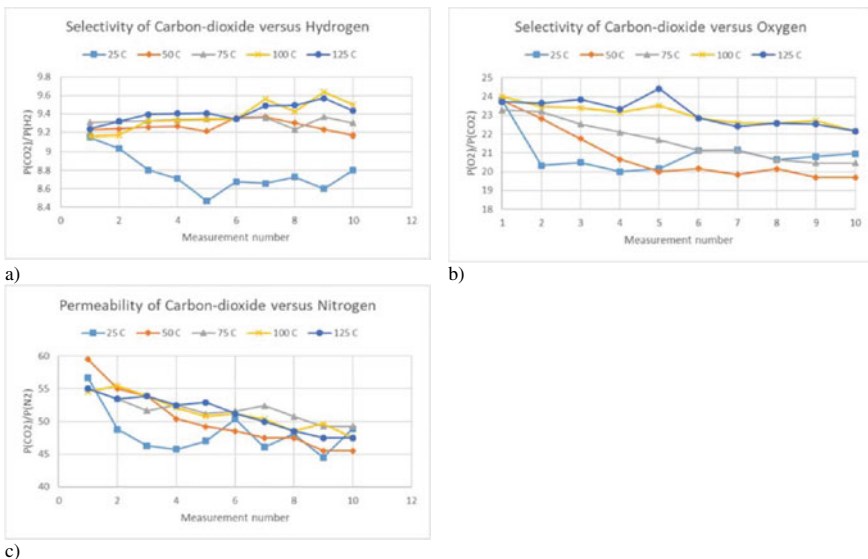 Selectivity of Carbon-dioxide versus Hydrogen
25 C 50 C 75 C 100 C 125 C
9.8
9.6
9.4
9.2
9
8.8
8.6
8.4
P(CO2)/P(H2)
0 2 4 6 8 10 12
Measurement number
a)
Selectivity of Carbon-dioxide versus Oxygen
25 C 50 C 75 C 100 C 125 C
25
24
23
22
21
20
19
18
P(O2)/P(CO2)
1 2 3 4 5 6 7 8 9 10
Measurement number
b)
Permeability of Carbon-dioxide versus Nitrogen
25 C 50 C 75 C 100 C 125 C
60
55
50
45
40
P(CO2)/P(N2)
0 2 4 6 8 10 12
Measurement number
c)